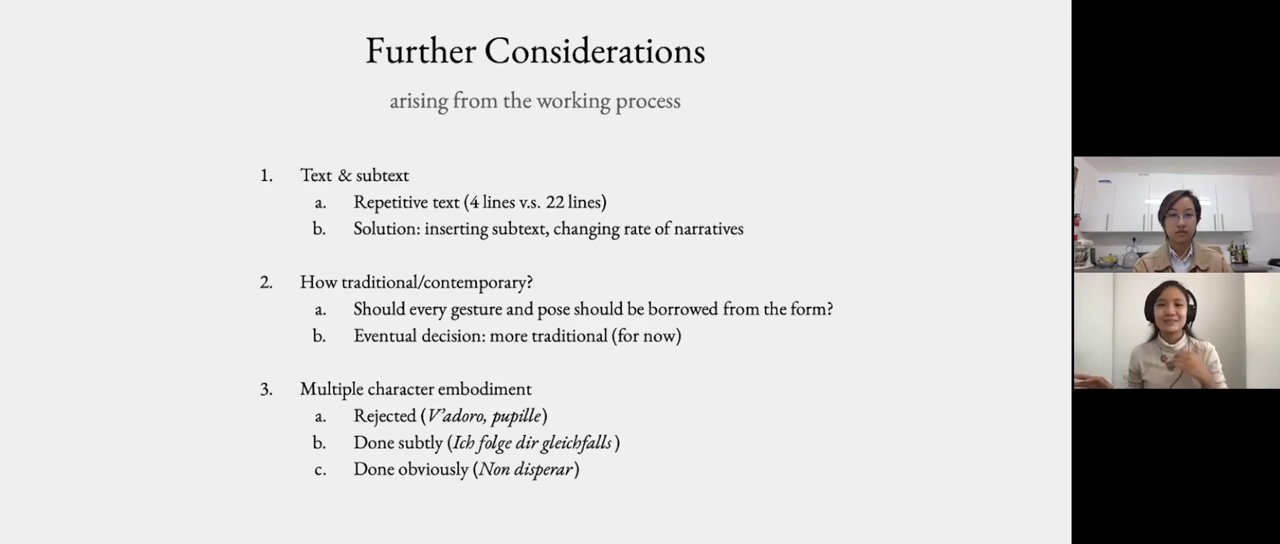 Further Considerations
arising from the working process
1. Text & subtext
a. Repetitive text (4 lines v.s. 22 lines)
b. Solution: inserting subtext, changing rate of narratives
2. How traditional/contemporary?
a. Should every gesture and pose should be borrowed from the form?
b. Eventual decision: more traditional (for now)
3. Multiple character embodiment
a. Rejected (V'adoro, pupille)
b. Done subtly (Ich folge dir gleichfalls )
c. Done obviously (Non disperar)